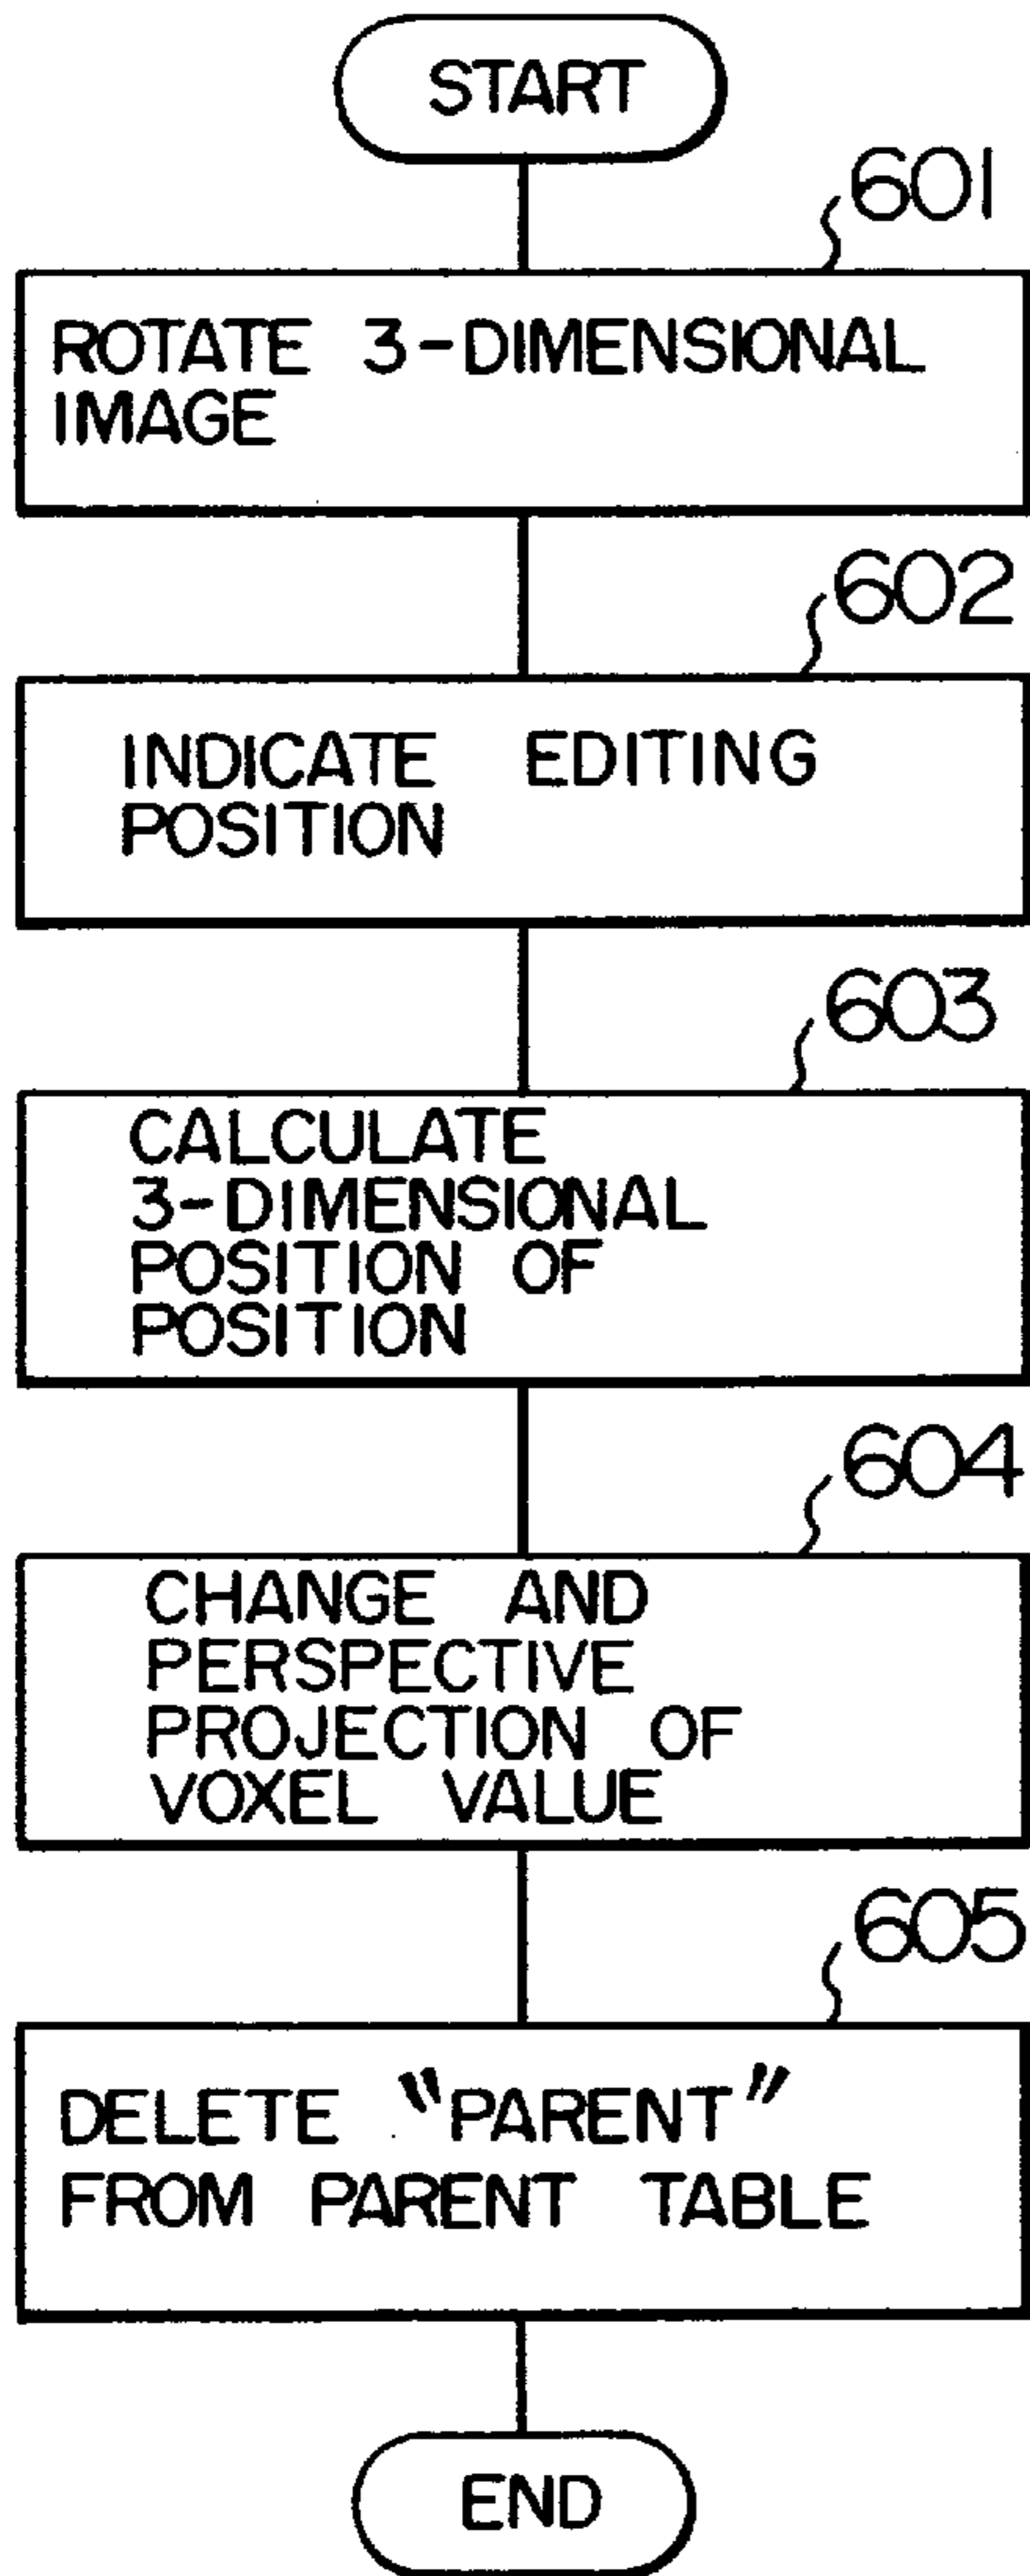 START
601
ROTATE 3-DIMENSIONAL
IMAGE
602
INDICATE EDITING
POSITION
603
CALCULATE
3-DIMENSIONAL
POSITION OF
POSITION
604
CHANGE AND
PERSPECTIVE
PROJECTION OF
VOXEL VALUE
605
DELETE "PARENT"
FROM PARENT TABLE
END